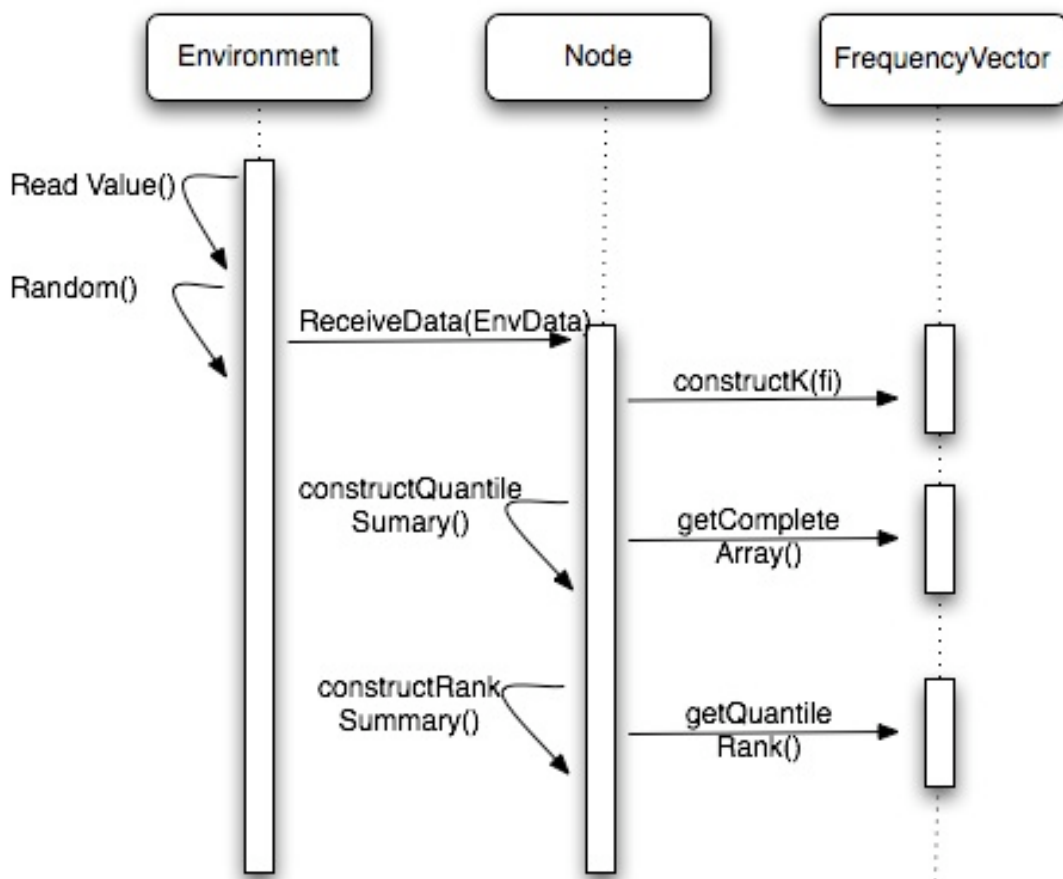 Environment
Node
FrequencyVector
Read Value()
Random()
ReceiveData(EnvData)
constructK(fi)
constructQuantile
Sumary()
getComplete
Array()
constructRank
Summary()
getQuantile
Rank()